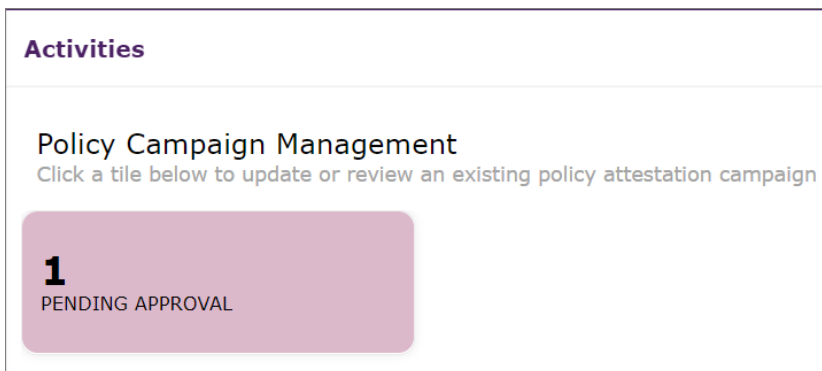 Activities
Policy Campaign Management
Click a tile below to update or review an existing policy attestation campaign
1
PENDING APPROVAL